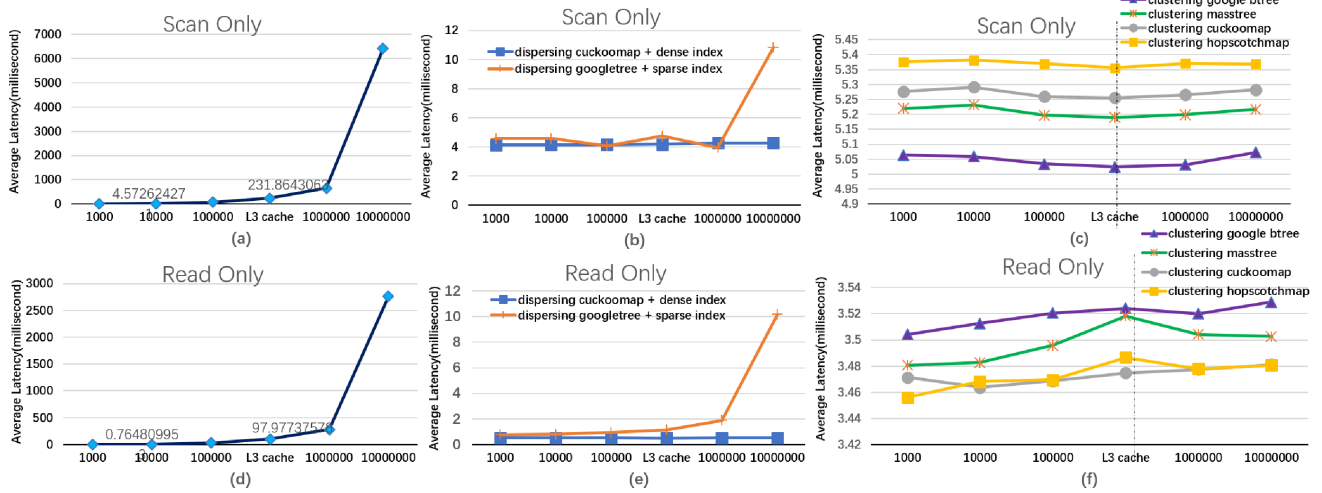 Scan Only
Average Latency(millisecond)
7000
6000
5000
4000
3000
2000
1000
0
4.57262427
231.8643063
1000 10000 100000 L3 cache 1000000 10000000
(a)
Scan Only
Average Latency(millisecond)
12
10
8
6
4
2
0
dispersing cuckoomap + dense index
dispersing googletree + sparse index
1000 10000 100000 L3 cache 1000000 10000000
(b)
Scan Only
clustering google btree
clustering masstree
clustering cuckoomap
clustering hopscotchmap
Average Latency(millisecond)
5.45
5.4
5.35
5.3
5.25
5.2
5.15
5.1
5.05
5
4.95
4.9
1000 10000 100000 L3 cache 1000000 10000000
(c)
Read Only
Average Latency(millisecond)
3000
2500
2000
1500
1000
500
0
0.76480995
97.97737576
1000 10000 100000 L3 cache 1000000 10000000
(d)
Read Only
Average Latency(millisecond)
12
10
8
6
4
2
0
dispersing cuckoomap + dense index
dispersing googletree + sparse index
1000 10000 100000 L3 cache 1000000 10000000
(e)
Read Only
clustering google btree
clustering masstree
clustering cuckoomap
clustering hopscotchmap
Average Latency(millisecond)
3.54
3.52
3.5
3.48
3.46
3.44
3.42
1000 10000 100000 L3 cache 1000000 10000000
(f)